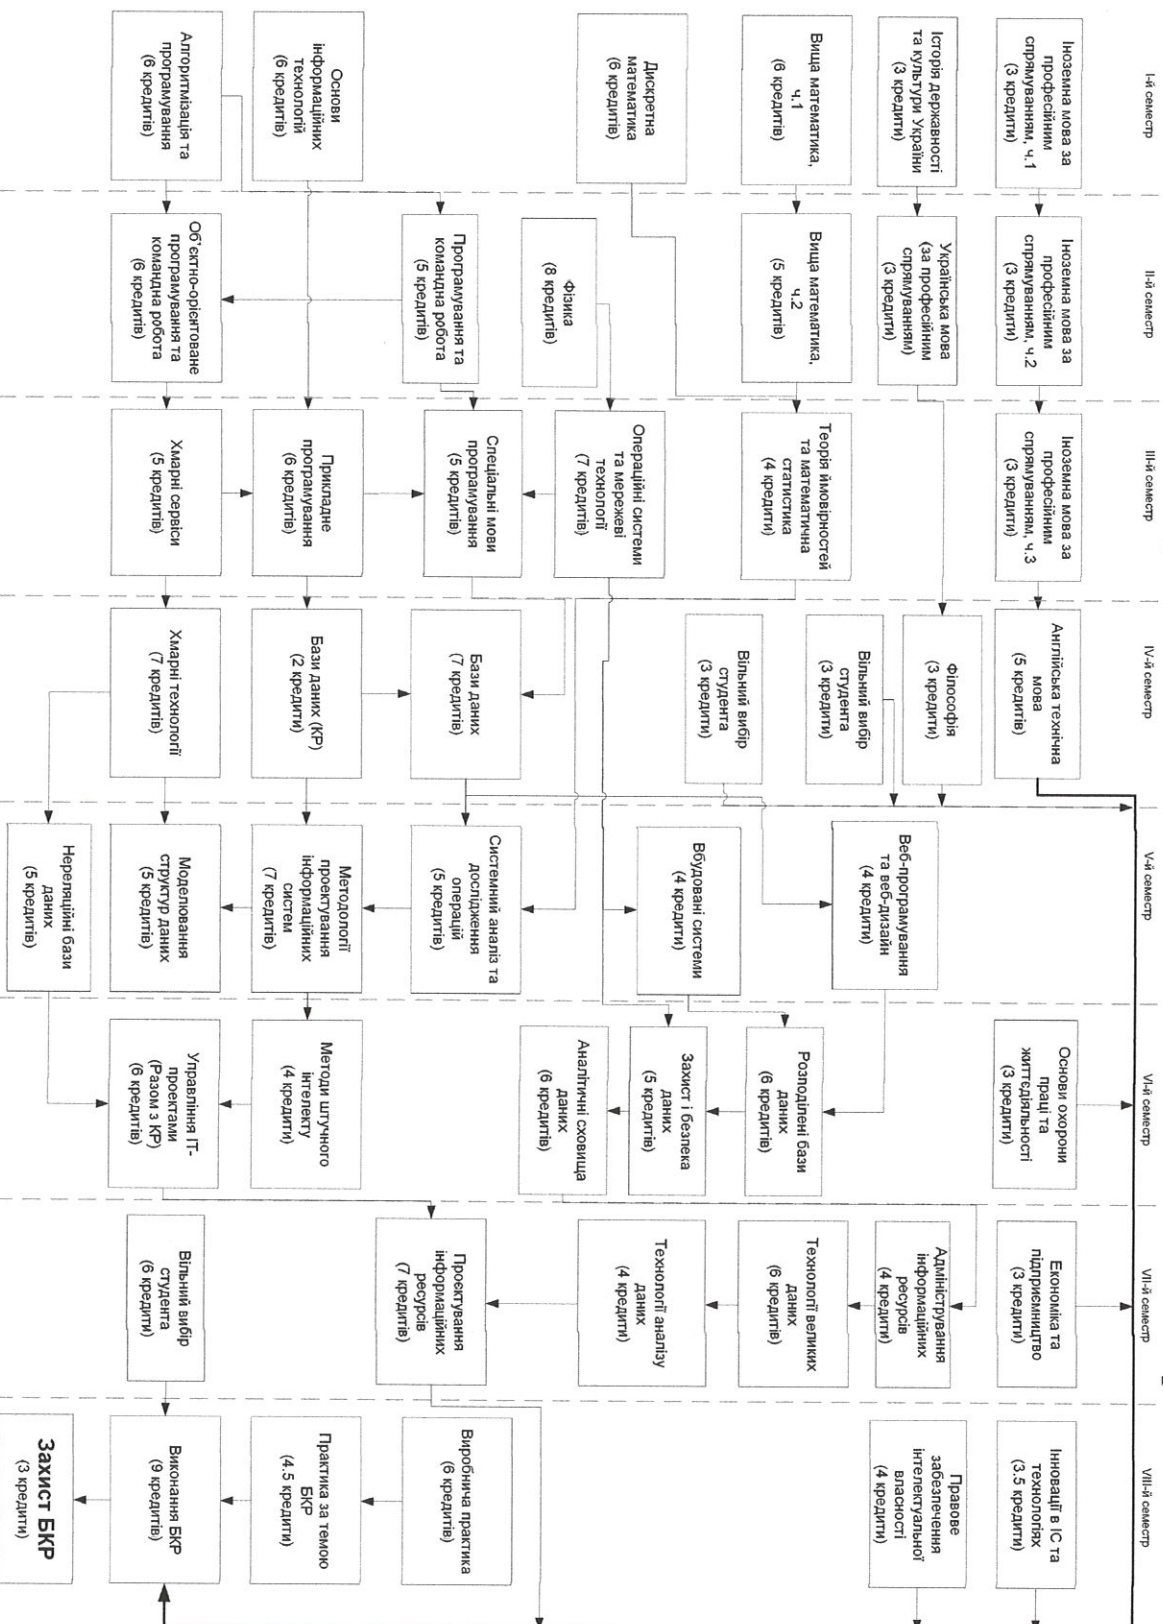 I-й семестр
Іноземна мова за
професійним
спрямуванням, ч.1
(3 кредити)
Історія державності
та культури України
(3 кредити)
Вища математика,
ч.1
(6 кредитів)
Дискретна
математика
(6 кредитів)
Основи
інформаційних
технологій
(6 кредитів)
Алгоритмізація та
програмування
(6 кредитів)
II-й семестр
Іноземна мова за
професійним
спрямуванням, ч.2
(3 кредити)
Українська мова
(за професійним
спрямуванням)
(3 кредити)
Вища математика,
ч.2
(5 кредитів)
Фізика
(8 кредитів)
Програмування та
командна робота
(5 кредитів)
Об'єктно-орієнтоване
програмування та
командна робота
(6 кредитів)
III-й семестр
Іноземна мова за
професійним
спрямуванням, ч.3
(3 кредити)
Теорія ймовірностей
та математична
статистика
(4 кредити)
Операційні системи
та мережеві
технології
(7 кредитів)
Спеціальні мови
програмування
(5 кредитів)
Прикладне
програмування
(6 кредитів)
Хмарні сервіси
(5 кредитів)
IV-й семестр
Англійська технічна
мова
(5 кредитів)
Філософія
(3 кредити)
Вільний вибір
студента
(3 кредити)
Вільний вибір
студента
(3 кредити)
Бази даних
(7 кредитів)
Бази даних (КР)
(2 кредити)
Хмарні технології
(7 кредитів)
V-й семестр
Веб-програмування
та веб-дизайн
(4 кредити)
Вбудовані системи
(4 кредити)
Системний аналіз та
дослідження
операцій
(5 кредитів)
Методології
проектування
інформаційних
систем
(7 кредитів)
Моделювання
структур даних
(5 кредитів)
Нереляційні бази
даних
(5 кредитів)
VI-й семестр
Основи охорони
праці та
життєдіяльності
(3 кредити)
Розподілені бази
даних
(6 кредитів)
Захист і безпека
даних
(5 кредитів)
Аналітичні сховища
даних
(6 кредитів)
Методи штучного
інтелекту
(4 кредити)
Управління ІТ-
проектами
(Разом з КР)
(6 кредитів)
VII-й семестр
Економіка та
підприємництво
(3 кредити)
Адміністрування
інформаційних
ресурсів
(4 кредити)
Технології великих
даних
(6 кредитів)
Технології аналізу
даних
(4 кредити)
Проєктування
інформаційних
ресурсів
(7 кредитів)
Вільний вибір
студента
(6 кредити)
VIII-й семестр
Інновації в ІС та
технологіях
(3.5 кредити)
Правове
забезпечення
інтелектуальної
власності
(4 кредити)
Виробнича практика
(6 кредитів)
Практика за темою
БКР
(4.5 кредити)
Виконання БКР
(9 кредитів)
Захист БКР
(3 кредити)